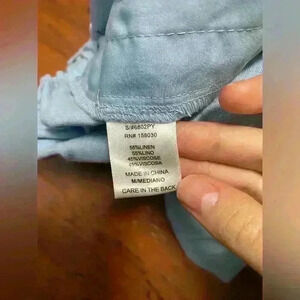 S/#6802PY
RN# 158030
55%LINEN
55%LINO
45%VISCOSE
45%VISCOSA
MADE IN CHINA
M/MEDIANO
CARE IN THE BACK